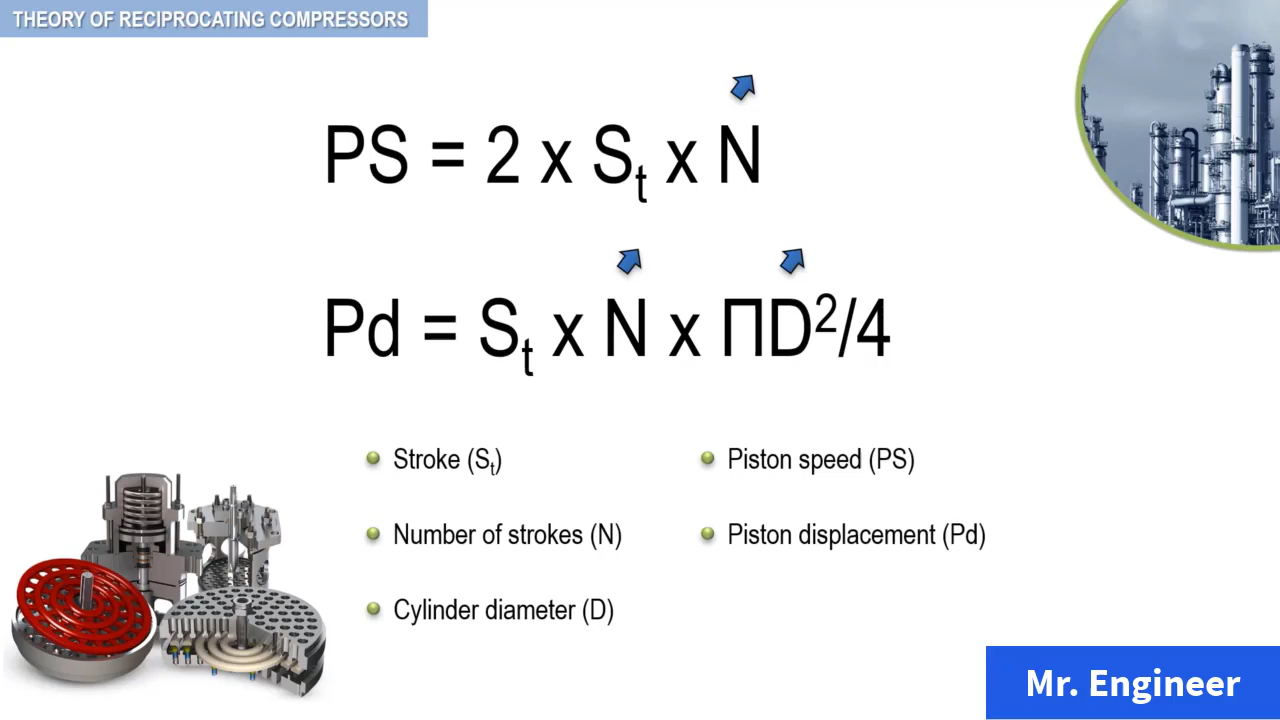 THEORY OF RECIPROCATING COMPRESSORS
PS = 2 x Sₜ x N
Pd = Sₜ x N x ΠD²/4
Stroke (Sₜ)
Number of strokes (N)
Cylinder diameter (D)
Piston speed (PS)
Piston displacement (Pd)
Mr. Engineer